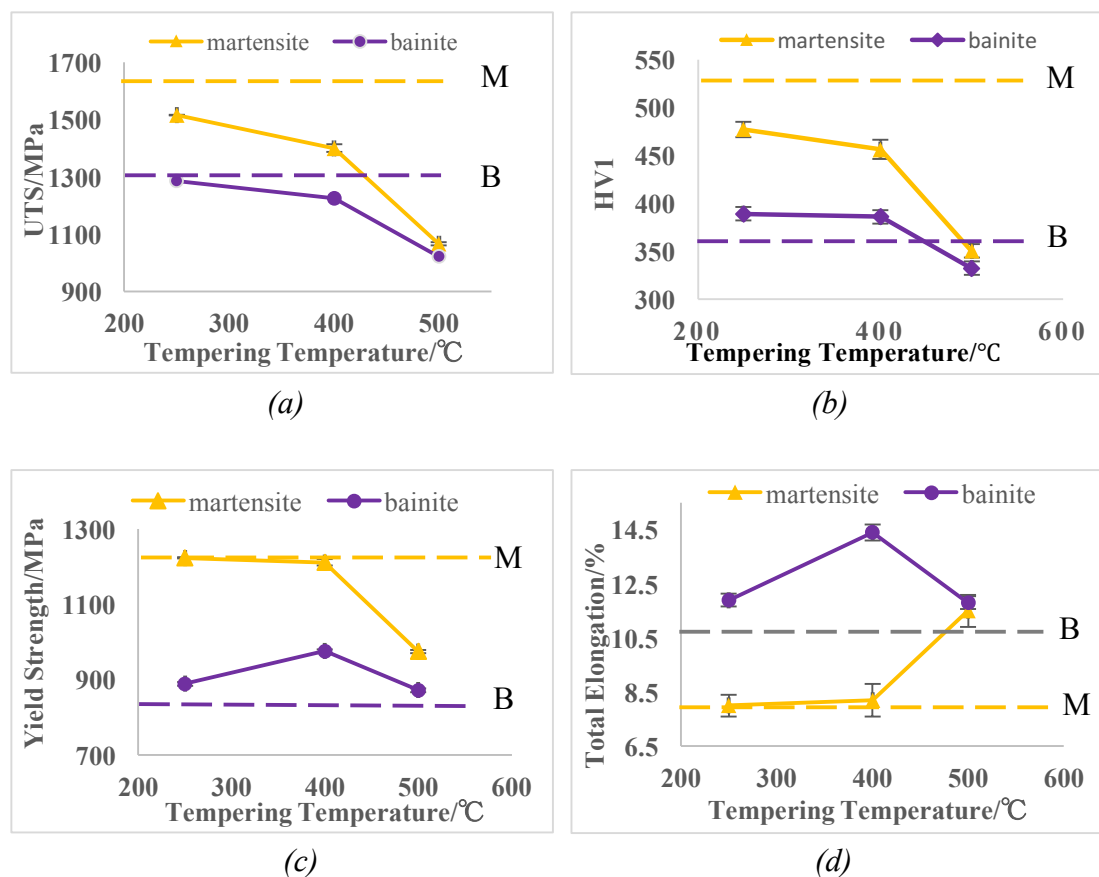 martensite bainite
1700
M
1500
1300
B
1100
900
UTS/MPa
200 300 400 500
Tempering Temperature/℃
(a)
martensite bainite
550
M
500
450
400
B
350
300
HV1
200 400 600
Tempering Temperature/℃
(b)
martensite bainite
1300
M
1100
900
B
700
Yield Strength/MPa
200 300 400 500 600
Tempering Temperature/℃
(c)
martensite bainite
14.5
12.5
10.5
B
8.5
M
6.5
Total Elongation/%
200 300 400 500 600
Tempering Temperature/℃
(d)